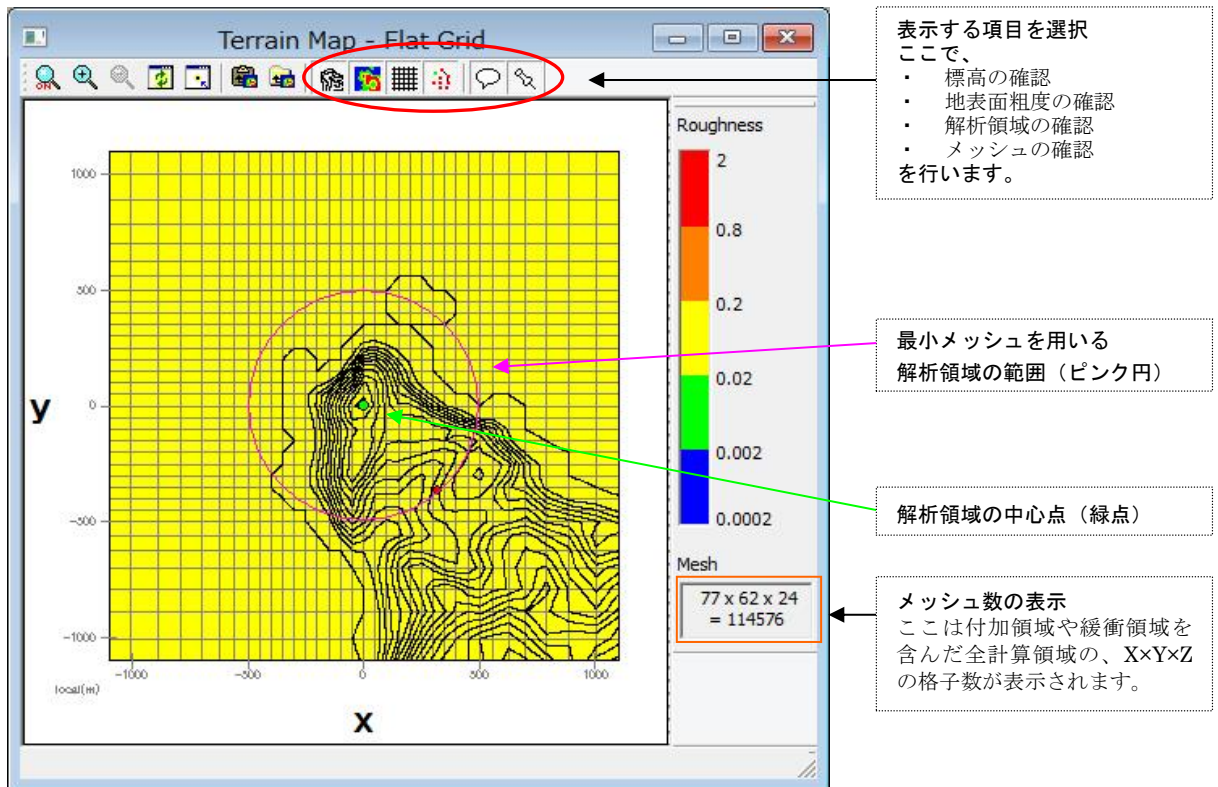 Terrain Map - Flat Grid
ON
Roughness
2
0.8
0.2
0.02
0.002
0.0002
Mesh
77 x 62 x 24
= 114576
1000
500
0
-500
-1000
y
-1000
-500
0
500
1000
local(m)
x
表示する項目を選択
ここで、
・ 標高の確認
・ 地表面粗度の確認
・ 解析領域の確認
・ メッシュの確認
を行います。
最小メッシュを用いる
解析領域の範囲（ピンク円）
解析領域の中心点（緑点）
メッシュ数の表示
ここは付加領域や緩衝領域を
含んだ全計算領域の、X×Y×Z
の格子数が表示されます。